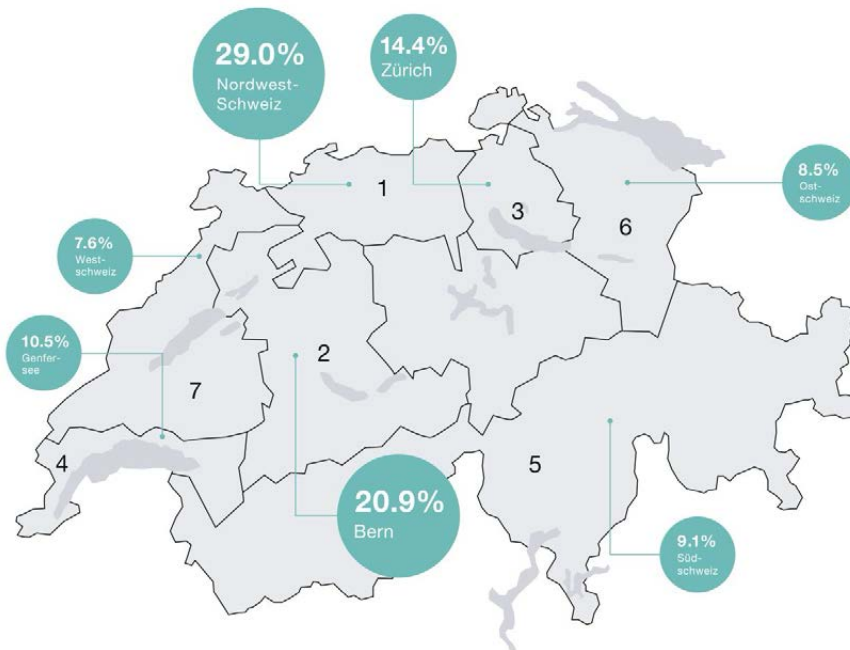 29.0%
Nordwest-
Schweiz
14.4%
Zürich
8.5%
Ost-
schweiz
7.6%
West-
schweiz
10.5%
Genfer-
see
20.9%
Bern
9.1%
Süd-
schweiz
1
3
6
2
7
4
5